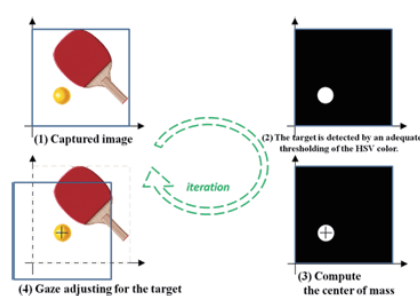 (1) Captured image
(2) The target is detected by an adequate
thresholding of the HSV color.
iteration
(3) Compute
the center of mass
(4) Gaze adjusting for the target